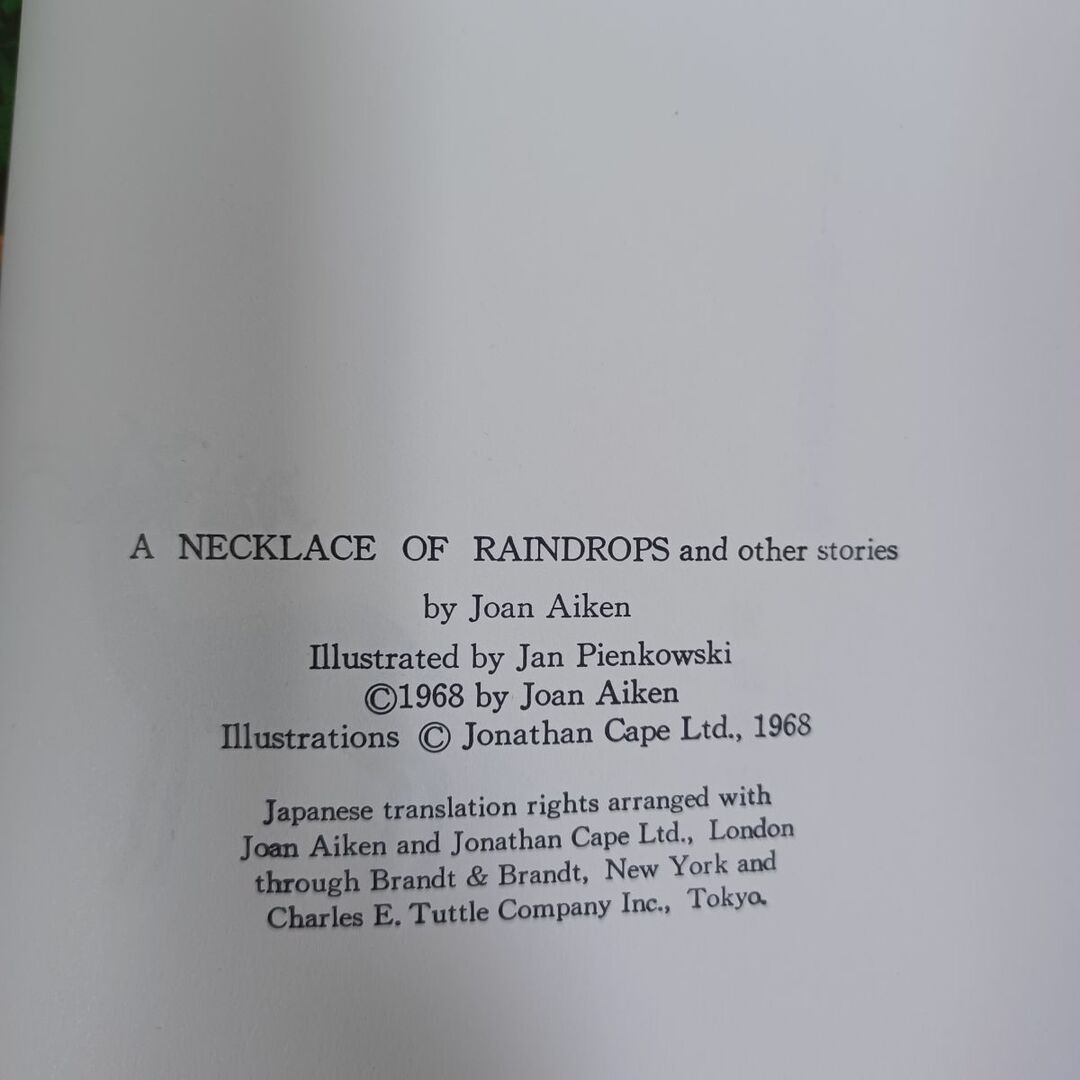 A NECKLACE OF RAINDROPS and other stories
by Joan Aiken
Illustrated by Jan Pienkowski
©1968 by Joan Aiken
Illustrations © Jonathan Cape Ltd., 1968
Japanese translation rights arranged with
Joan Aiken and Jonathan Cape Ltd., London
through Brandt & Brandt, New York and
Charles E. Tuttle Company Inc., Tokyo.